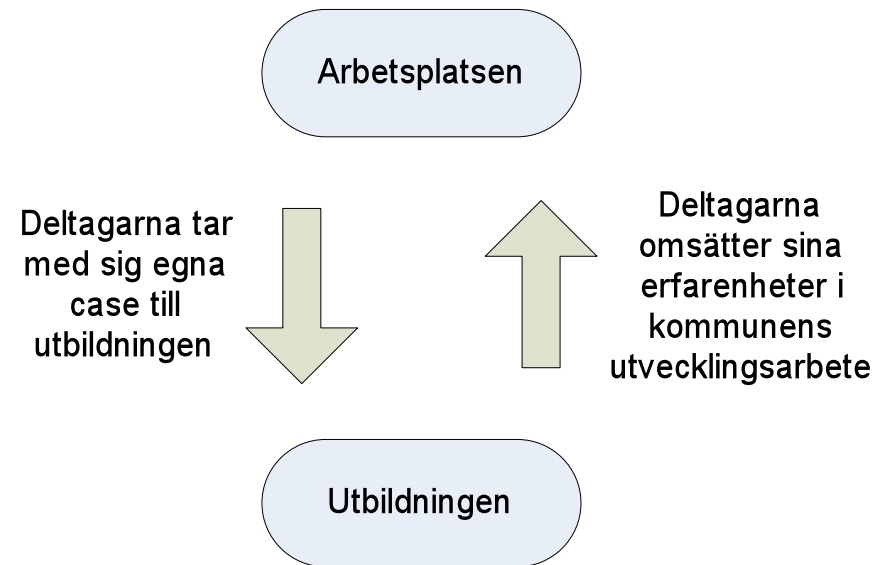 Arbetsplatsen
Deltagarna tar
med sig egna
case till
utbildningen
Deltagarna
omsätter sina
erfarenheter i
kommunens
utvecklingsarbete
Utbildningen